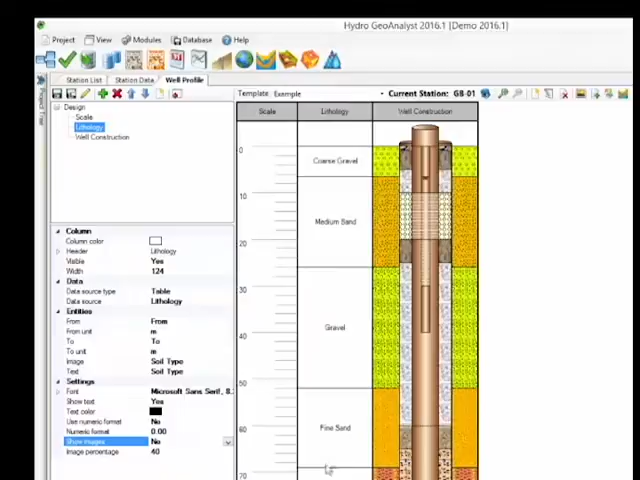 Hydro GeoAnalyst 2016.1 [Demo 2016.1]
Project View Modules Database Help
Station List Station Data Well Profile
Template: Example Current Station: GB-01
Project Tree
Design
Scale
Lithology
Well Construction
Scale Lithology Well Construction
0
Coarse Gravel
10
Medium Sand
20
30
Gravel
40
50
Fine Sand
60
70
Column
Column color
Header Lithology
Visible Yes
Width 124
Data
Data source type Table
Data source Lithology
Entities
From From
From unit m
To To
To unit m
Image Soil Type
Text Soil Type
Settings
Font Microsoft Sans Serif, 8.
Show text Yes
Text color
Use numeric format No
Numeric format 0.00
Show images No
Image percentage 40